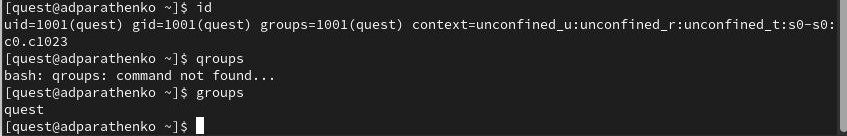 [quest@adparathenko ~]$ id
uid=1001(quest) gid=1001(quest) groups=1001(quest) context=unconfined_u:unconfined_r:unconfined_t:s0-s0:
c0.c1023
[quest@adparathenko ~]$ qroups
bash: qroups: command not found...
[quest@adparathenko ~]$ groups
quest
[quest@adparathenko ~]$